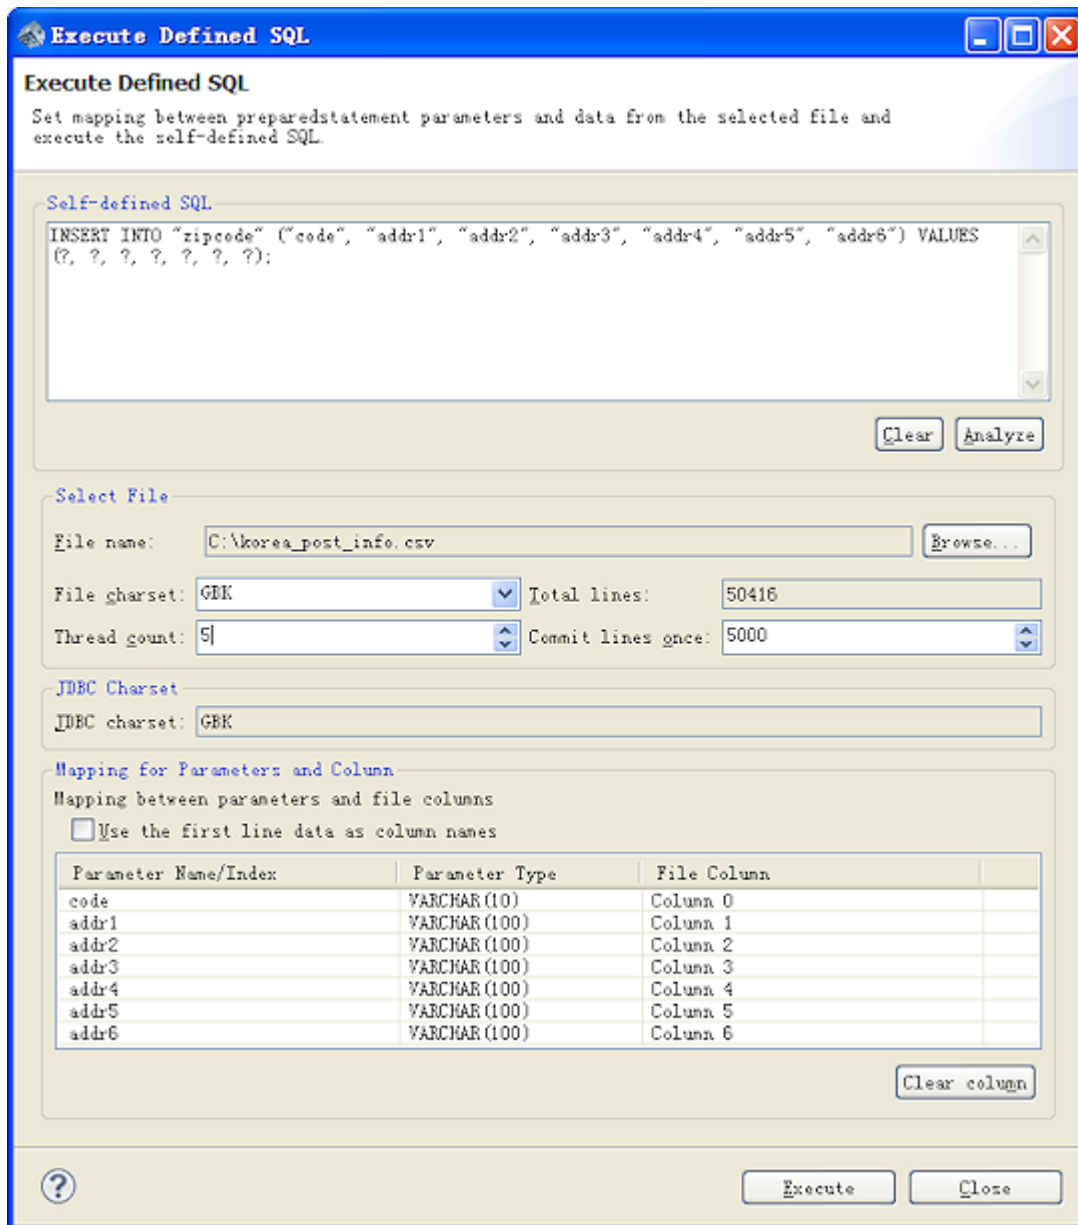 Execute Defined SQL
Execute Defined SQL
Set mapping between preparedstatement parameters and data from the selected file and
execute the self-defined SQL.
Self-defined SQL
INSERT INTO "zipcode" ("code", "addr1", "addr2", "addr3", "addr4", "addr5", "addr6") VALUES
(?, ?, ?, ?, ?, ?, ?);
Clear Analyze
Select File
File name: C:\korea_post_info.csv Browse...
File charset: GBK Total lines: 50416
Thread count: 5 Commit lines once: 5000
JDBC Charset
JDBC charset: GBK
Mapping for Parameters and Column
Mapping between parameters and file columns
Use the first line data as column names
Parameter Name/Index Parameter Type File Column
code VARCHAR(10) Column 0
addr1 VARCHAR(100) Column 1
addr2 VARCHAR(100) Column 2
addr3 VARCHAR(100) Column 3
addr4 VARCHAR(100) Column 4
addr5 VARCHAR(100) Column 5
addr6 VARCHAR(100) Column 6
Clear column
? Execute Close